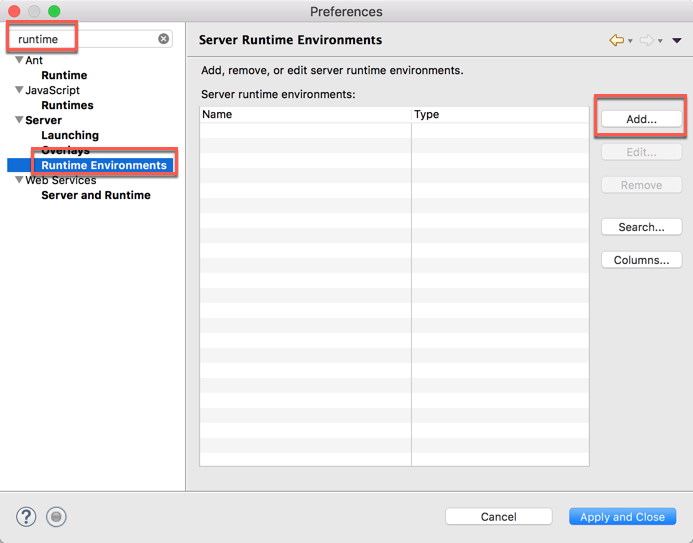 Preferences
runtime
Ant
Runtime
JavaScript
Runtimes
Server
Launching
Overlays
Runtime Environments
Web Services
Server and Runtime
Server Runtime Environments
Add, remove, or edit server runtime environments.
Server runtime environments:
Name Type
Add...
Edit...
Remove
Search...
Columns...
?
Cancel Apply and Close